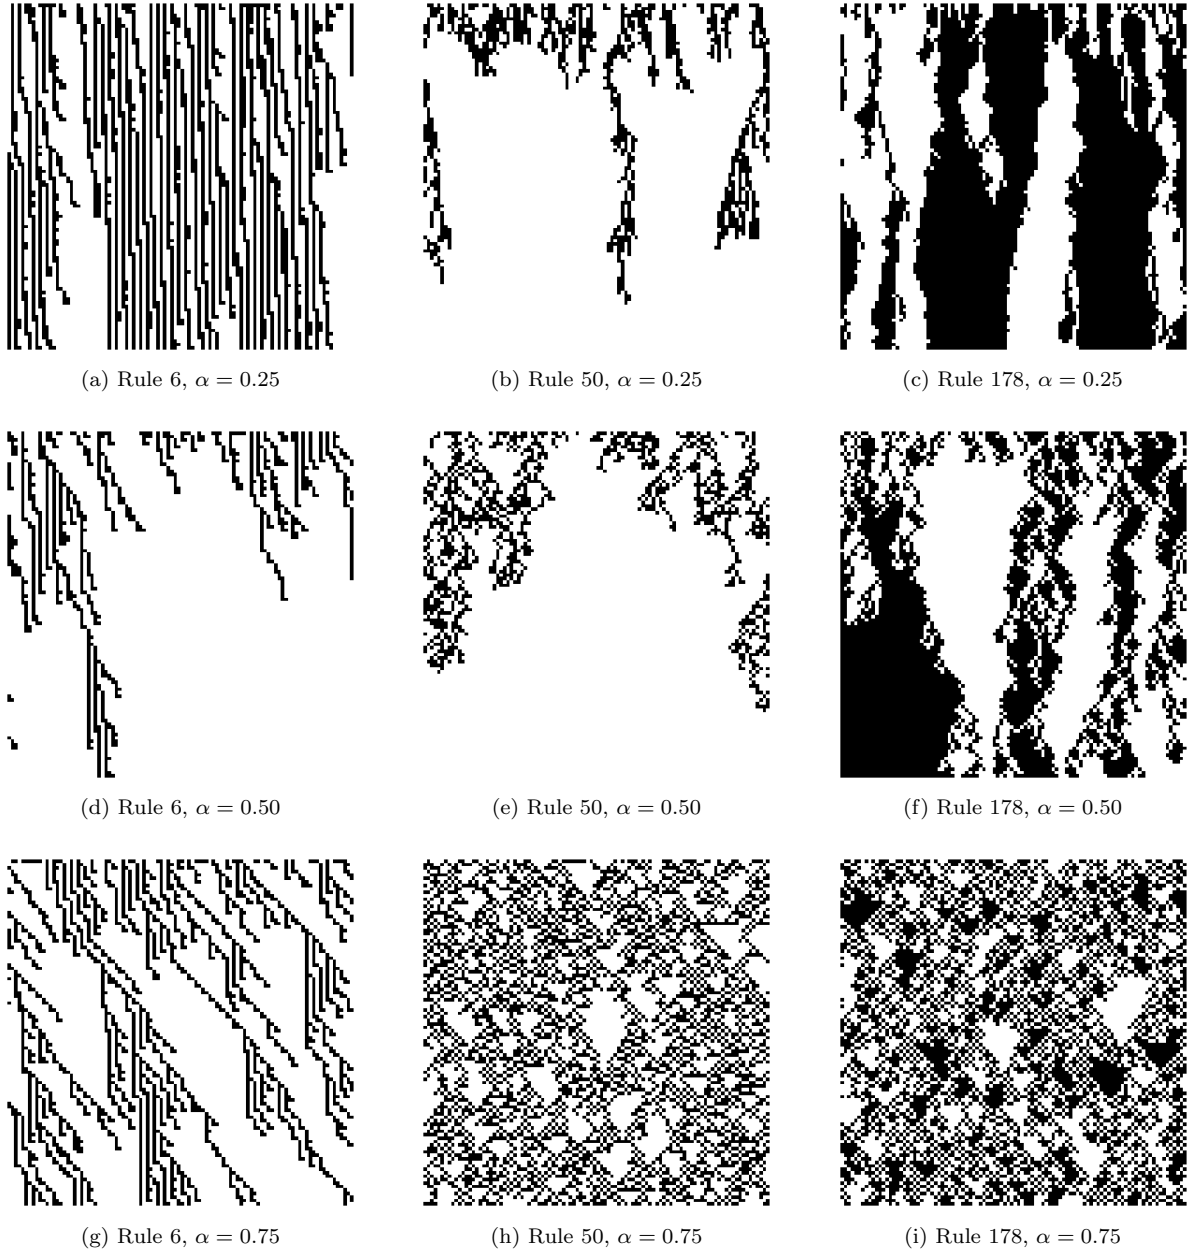 (a) Rule 6, α = 0.25
(b) Rule 50, α = 0.25
(c) Rule 178, α = 0.25
(d) Rule 6, α = 0.50
(e) Rule 50, α = 0.50
(f) Rule 178, α = 0.50
(g) Rule 6, α = 0.75
(h) Rule 50, α = 0.75
(i) Rule 178, α = 0.75